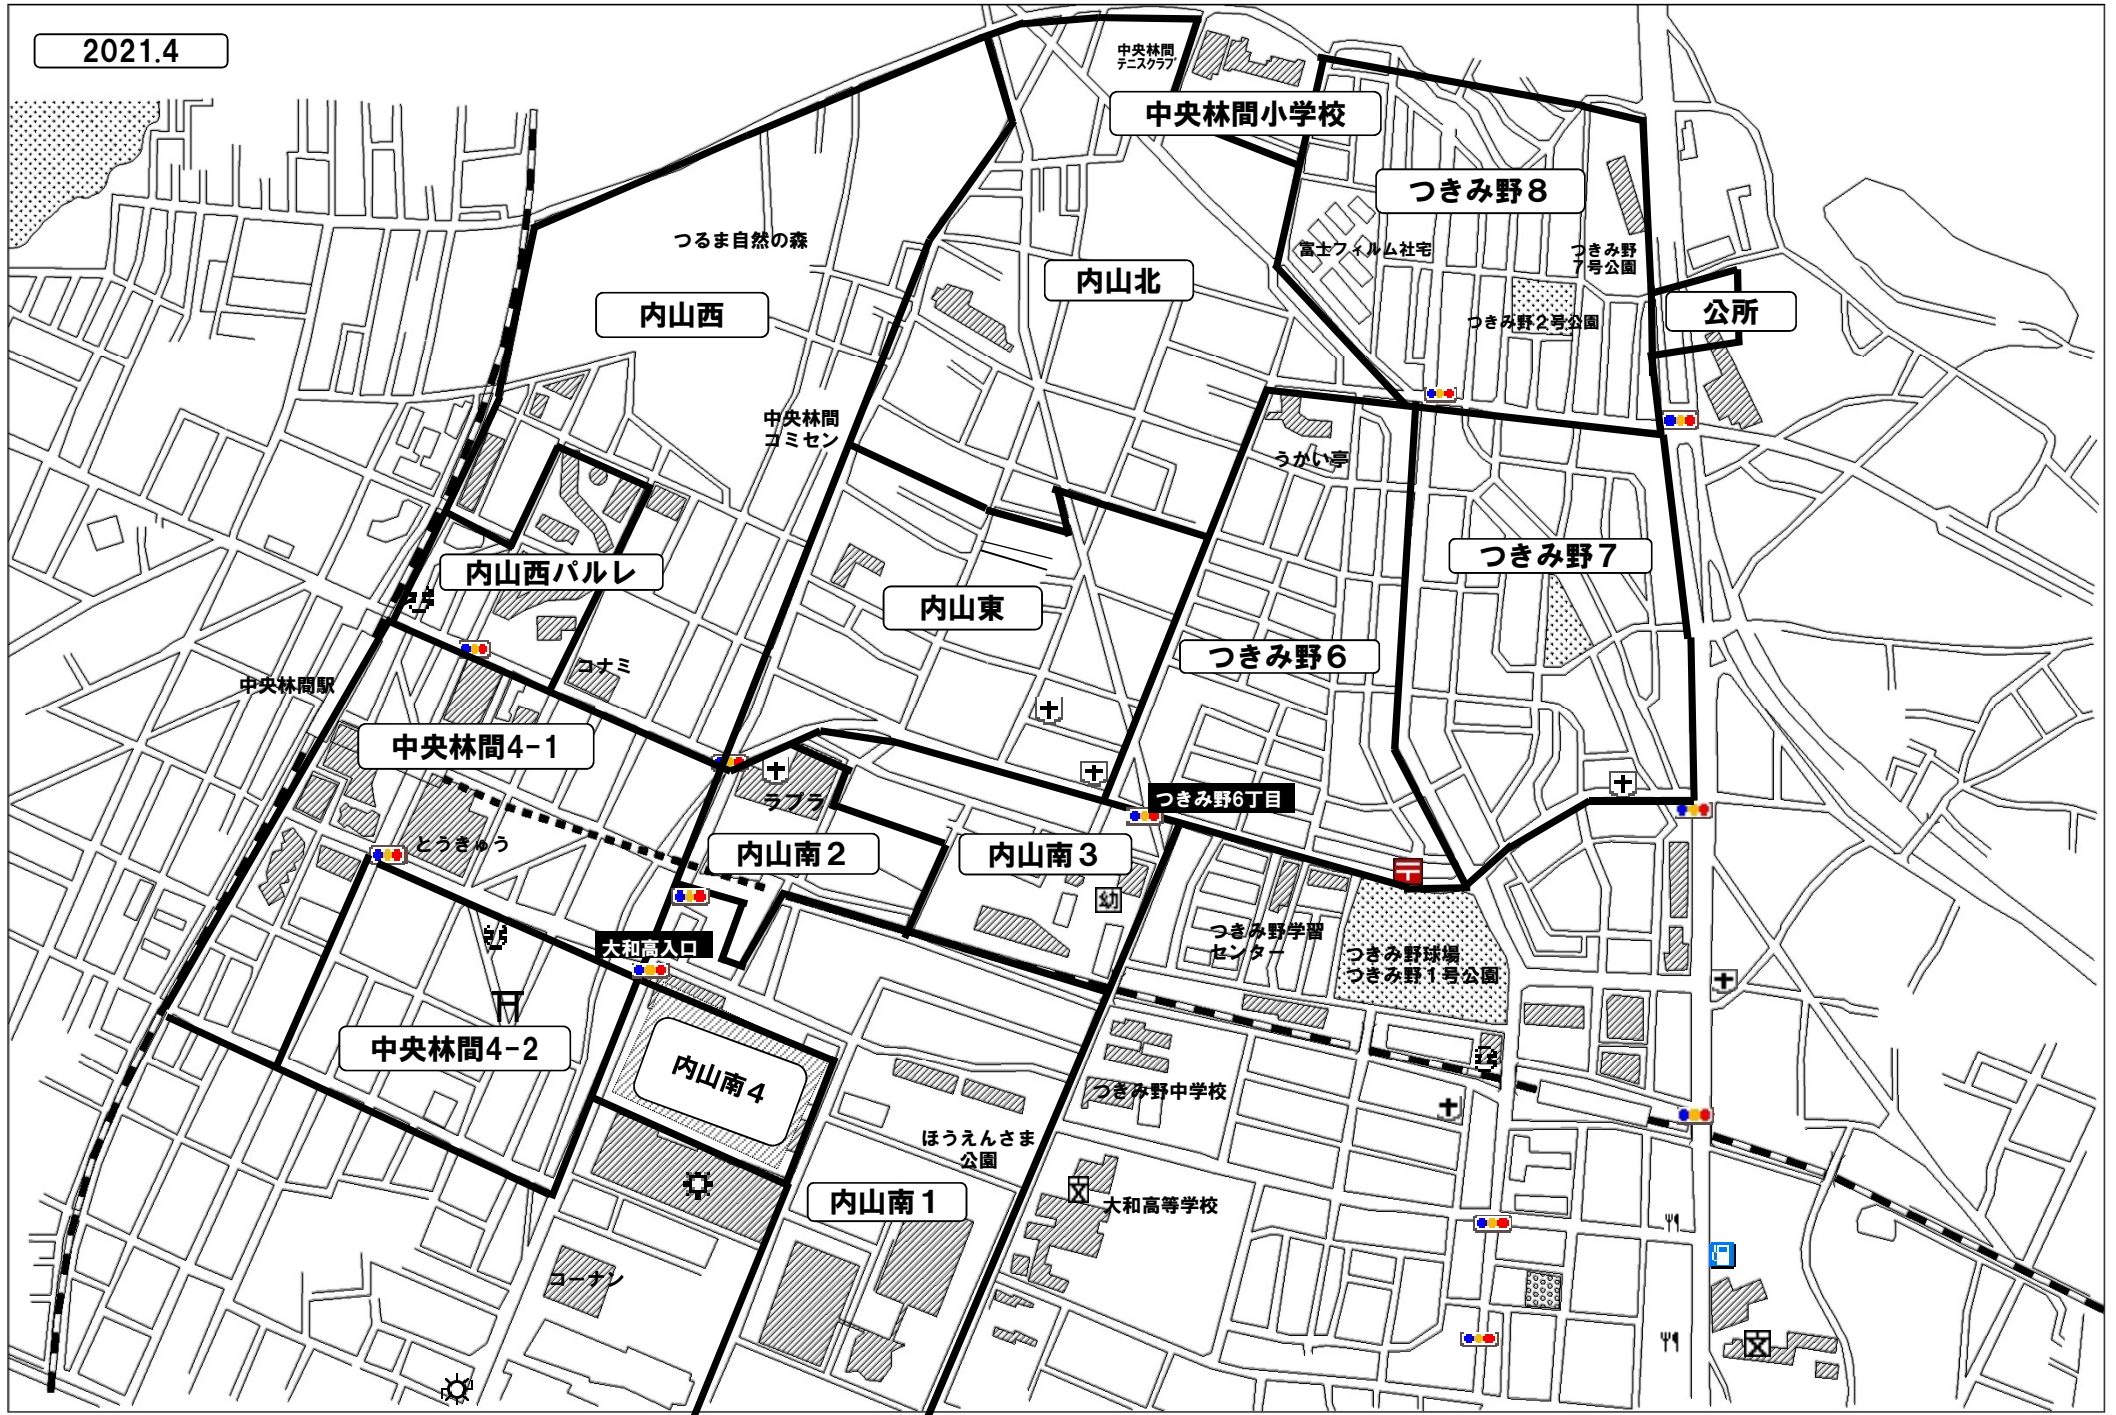 2021.4
中央林間
テニスクラブ
中央林間小学校
つきみ野８
つるま自然の森
富士フィルム社宅
つきみ野
７号公園
内山北
内山西
公所
つきみ野２号公園
中央林間
コミセン
うかい亭
内山西パルレ
つきみ野７
内山東
つきみ野６
コナミ
中央林間駅
中央林間4-1
ラプラ
つきみ野6丁目
とうきゅう
内山南２
内山南３
幼
大和高入口
つきみ野学習
センター
つきみ野球場
つきみ野１号公園
中央林間4-2
内山南４
つきみ野中学校
ほうえんさま
公園
内山南１
文
大和高等学校
コーナン
文